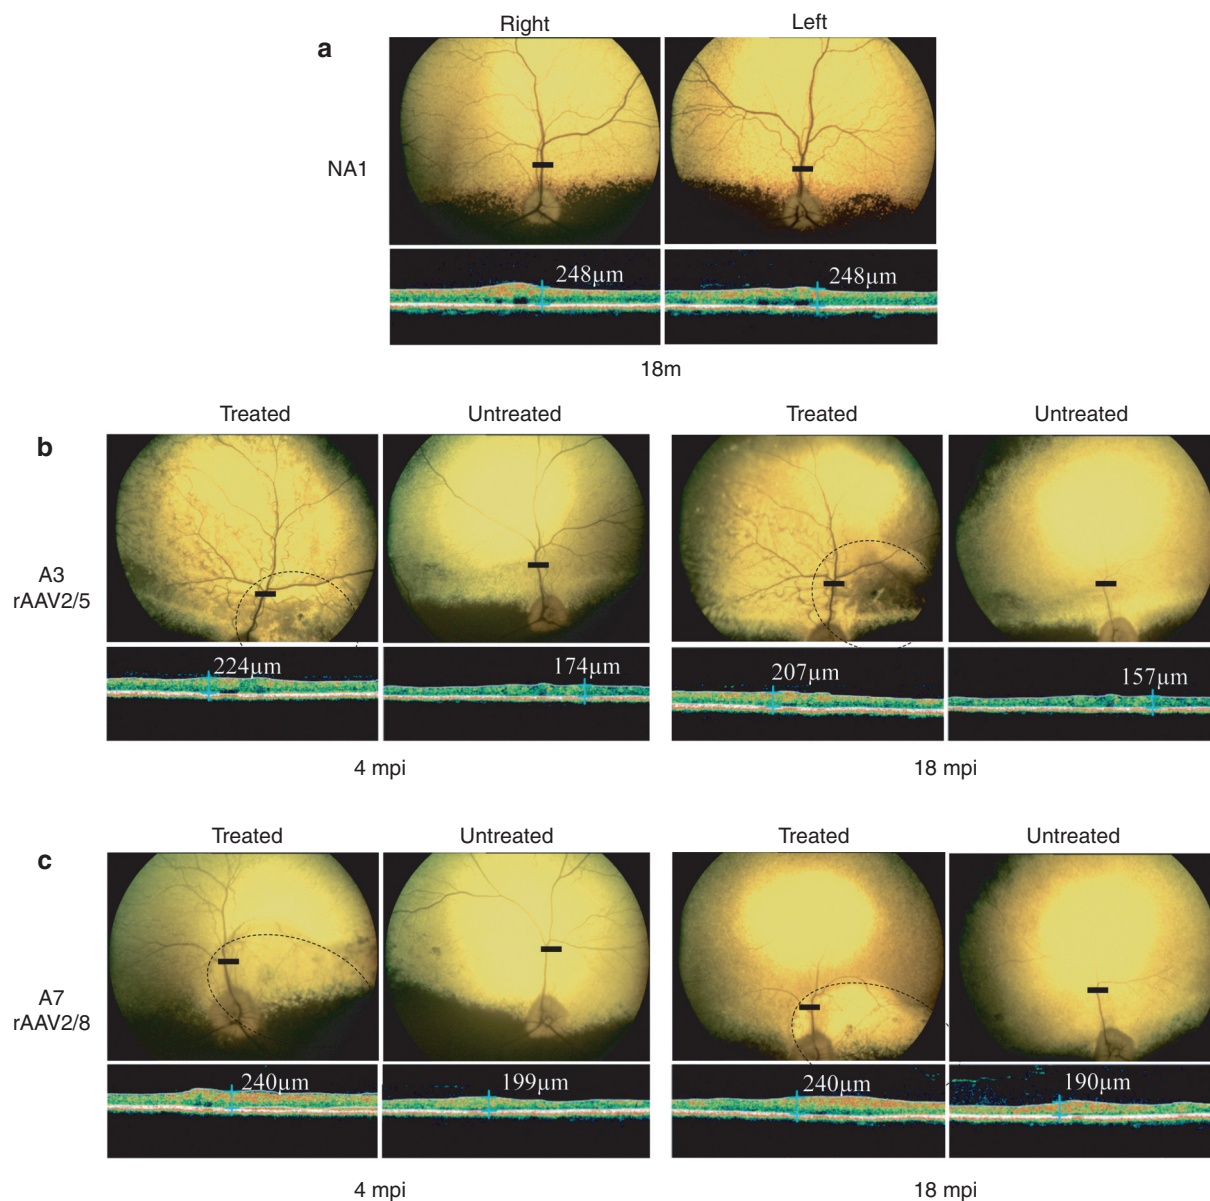 Right Left
a
NA1
248µm 248µm
18m
Treated Untreated Treated Untreated
b
A3
rAAV2/5
224µm 174µm 207µm 157µm
4 mpi 18 mpi
Treated Untreated Treated Untreated
c
A7
rAAV2/8
240µm 199µm 240µm 190µm
4 mpi 18 mpi